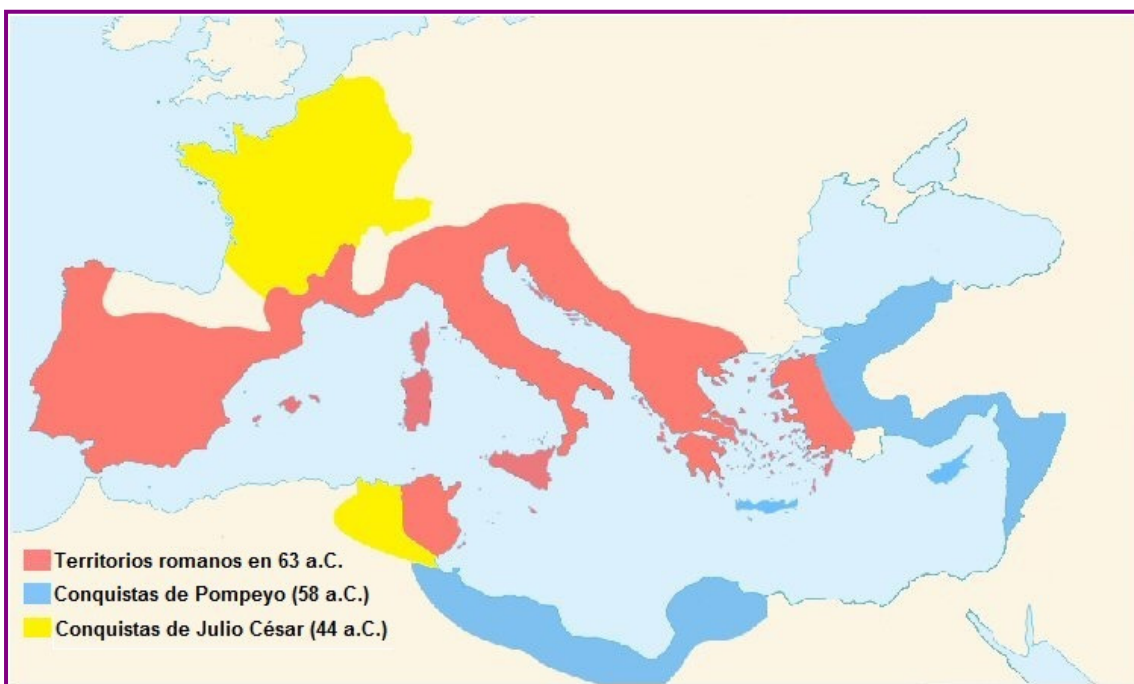 Territorios romanos en 63 a.C.
Conquistas de Pompeyo (58 a.C.)
Conquistas de Julio César (44 a.C.)